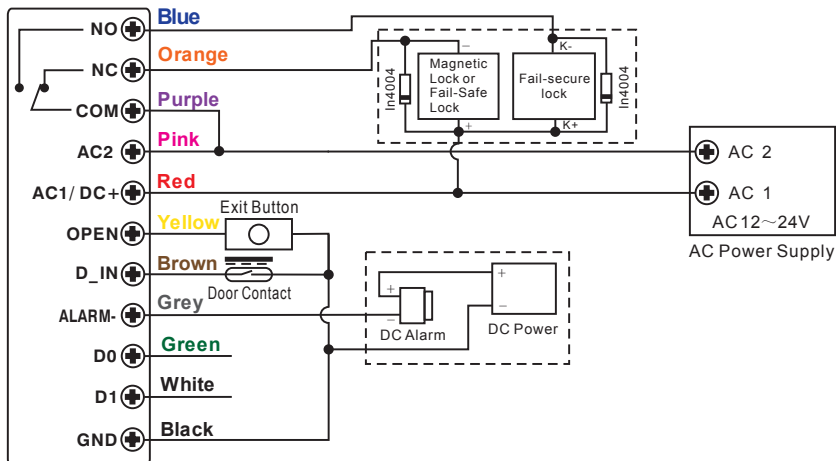 NO Blue
NC Orange
COM Purple
AC2 Pink
AC1/ DC+ Red
OPEN Yellow
Exit Button
D_IN Brown
Door Contact
ALARM- Grey
D0 Green
D1 White
GND Black
In4004
−
Magnetic
Lock or
Fail-Safe
Lock
+
K-
Fail-secure
lock
K+
In4004
AC 2
AC 1
AC12～24V
AC Power Supply
+
−
DC Alarm
+
−
DC Power